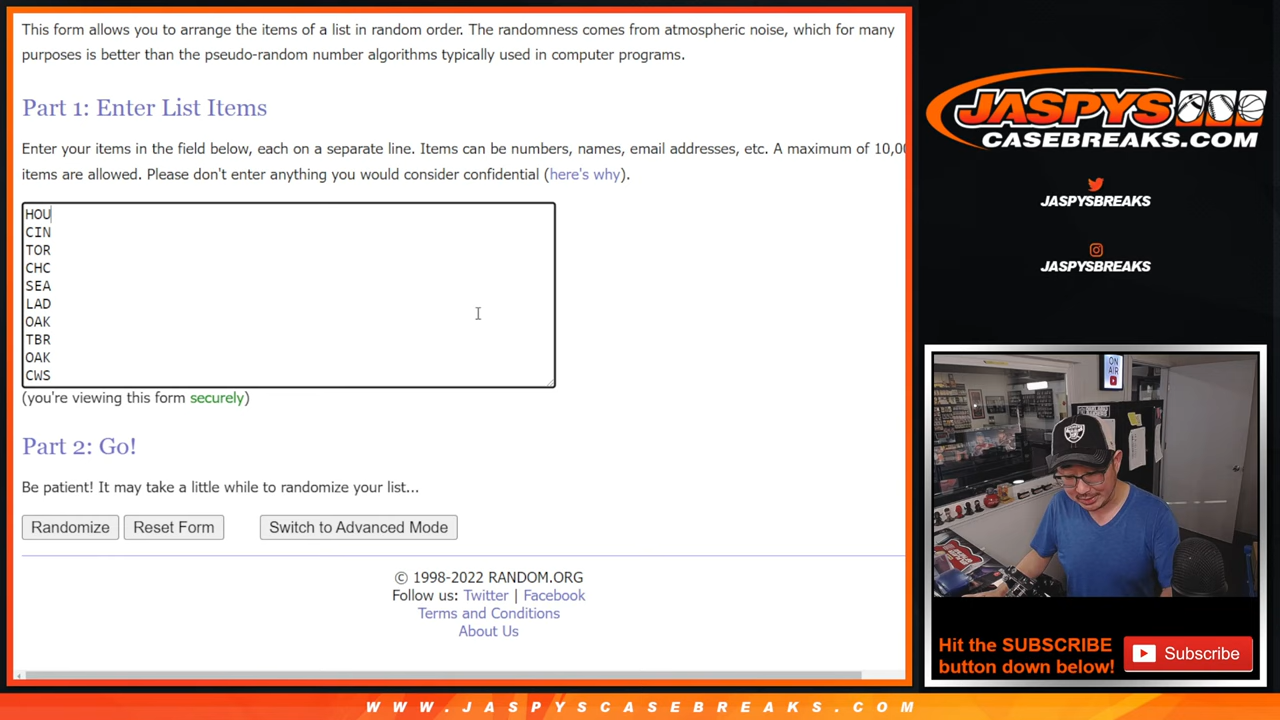 This form allows you to arrange the items of a list in random order. The randomness comes from atmospheric noise, which for many
purposes is better than the pseudo-random number algorithms typically used in computer programs.
Part 1: Enter List Items
Enter your items in the field below, each on a separate line. Items can be numbers, names, email addresses, etc. A maximum of 10,00
items are allowed. Please don't enter anything you would consider confidential (here's why).
HOU
CIN
TOR
CHC
SEA
LAD
OAK
TBR
OAK
CWS
(you're viewing this form securely)
Part 2: Go!
Be patient! It may take a little while to randomize your list...
Randomize Reset Form Switch to Advanced Mode
© 1998-2022 RANDOM.ORG
Follow us: Twitter | Facebook
Terms and Conditions
About Us
JASPYS
CASEBREAKS.COM
JASPYSBREAKS
JASPYSBREAKS
ON
AIR
Hit the SUBSCRIBE
button down below!
Subscribe
WWW.JASPYSCASEBREAKS.COM